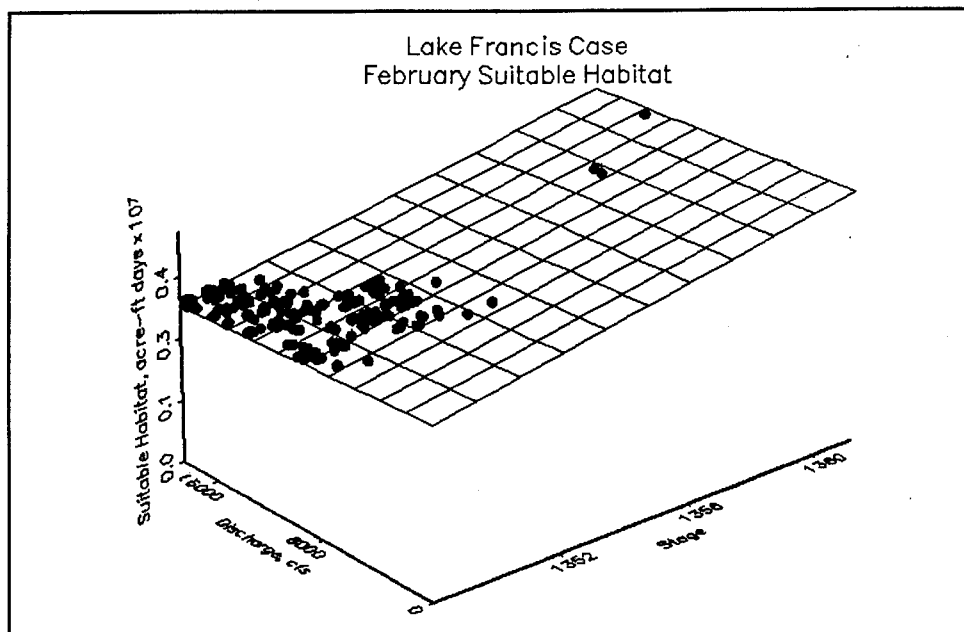 Lake Francis Case
February Suitable Habitat
Suitable Habitat, acre-ft days x 10⁷
0.4
0.3
0.1
0.0
16000
8000
0
Discharge, cfs
1352
1356
1360
Stage